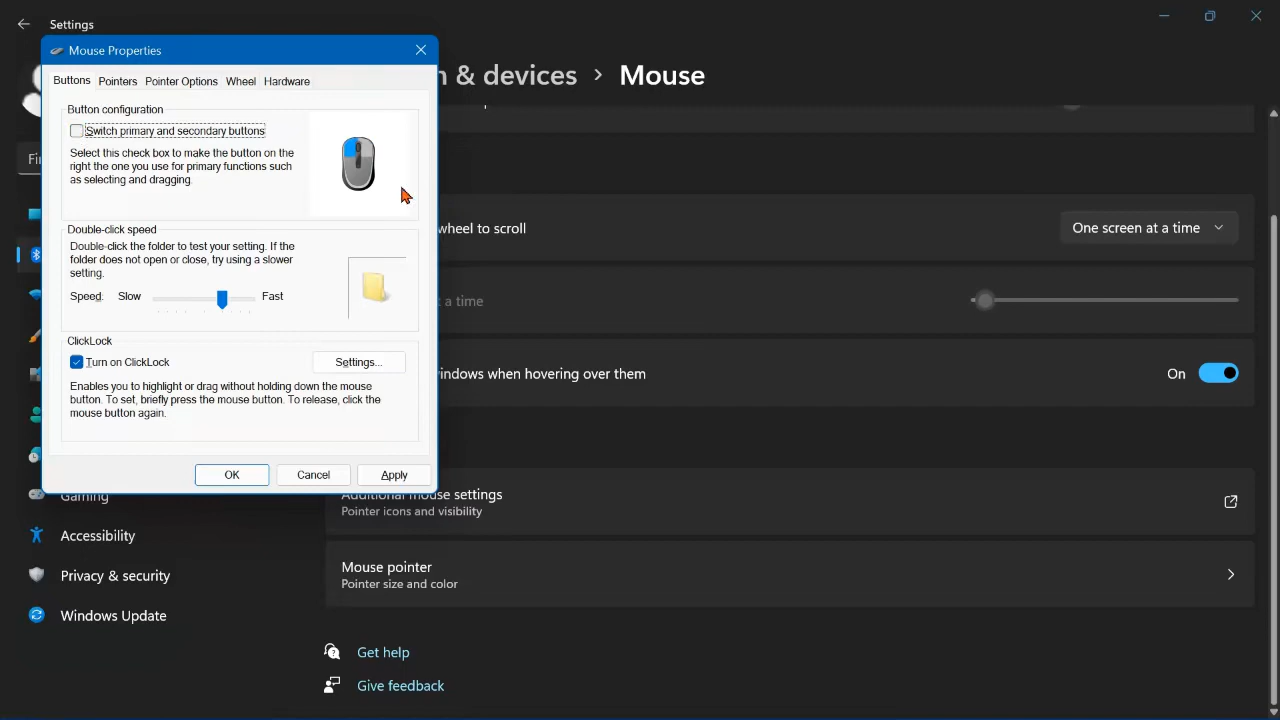 Settings
Mouse Properties
Buttons Pointers Pointer Options Wheel Hardware
Button configuration
Switch primary and secondary buttons
Select this check box to make the button on the
right the one you use for primary functions such
as selecting and dragging.
Double-click speed
Double-click the folder to test your setting. If the
folder does not open or close, try using a slower
setting.
Speed: Slow Fast
ClickLock
Turn on ClickLock
Settings...
Enables you to highlight or drag without holding down the mouse
button. To set, briefly press the mouse button. To release, click the
mouse button again.
OK Cancel Apply
& devices > Mouse
wheel to scroll
One screen at a time
t a time
windows when hovering over them
On
Additional mouse settings
Pointer icons and visibility
Mouse pointer
Pointer size and color
Get help
Give feedback
Fi
Gaming
Accessibility
Privacy & security
Windows Update